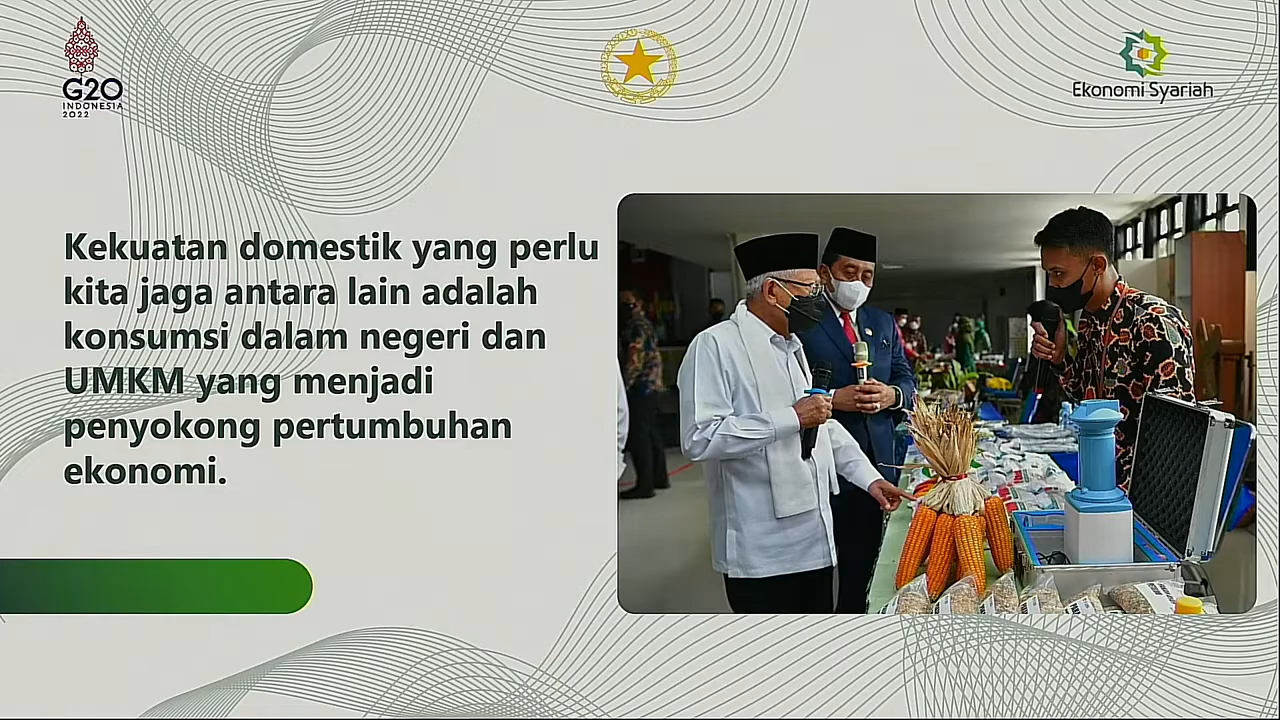 G20
INDONESIA
2022
Ekonomi Syariah
Kekuatan domestik yang perlu
kita jaga antara lain adalah
konsumsi dalam negeri dan
UMKM yang menjadi
penyokong pertumbuhan
ekonomi.